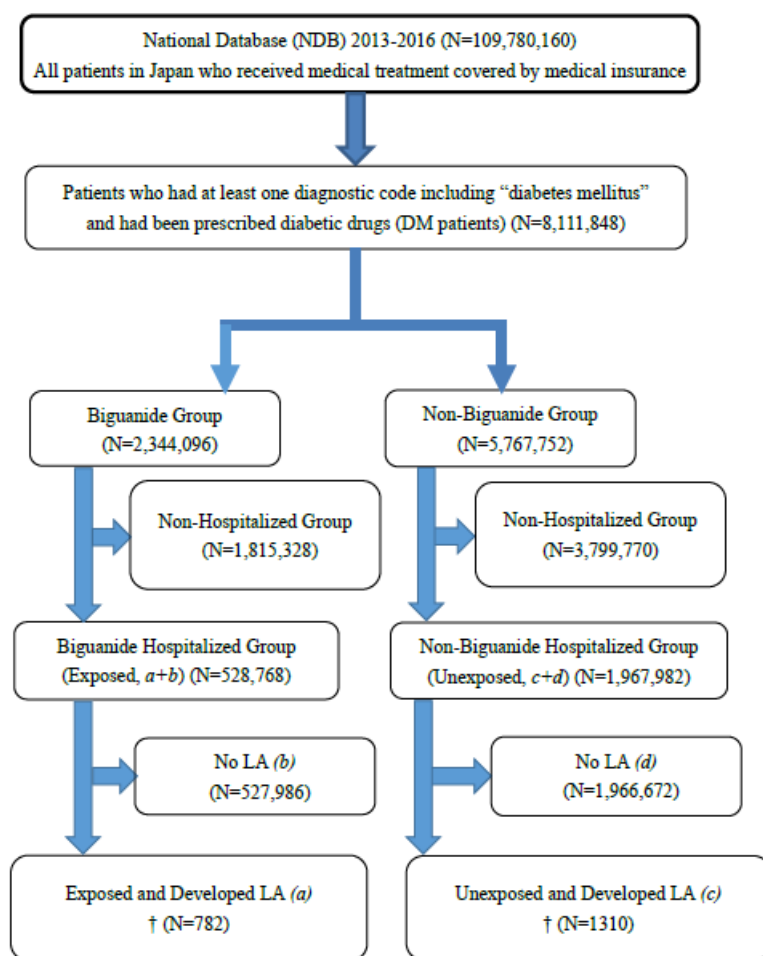 National Database (NDB) 2013-2016 (N=109,780,160)
All patients in Japan who received medical treatment covered by medical insurance
Patients who had at least one diagnostic code including “diabetes mellitus”
and had been prescribed diabetic drugs (DM patients) (N=8,111,848)
Biguanide Group
(N=2,344,096)
Non-Biguanide Group
(N=5,767,752)
Non-Hospitalized Group
(N=1,815,328)
Non-Hospitalized Group
(N=3,799,770)
Biguanide Hospitalized Group
(Exposed, a+b) (N=528,768)
Non-Biguanide Hospitalized Group
(Unexposed, c+d) (N=1,967,982)
No LA (b)
(N=527,986)
No LA (d)
(N=1,966,672)
Exposed and Developed LA (a)
† (N=782)
Unexposed and Developed LA (c)
† (N=1310)